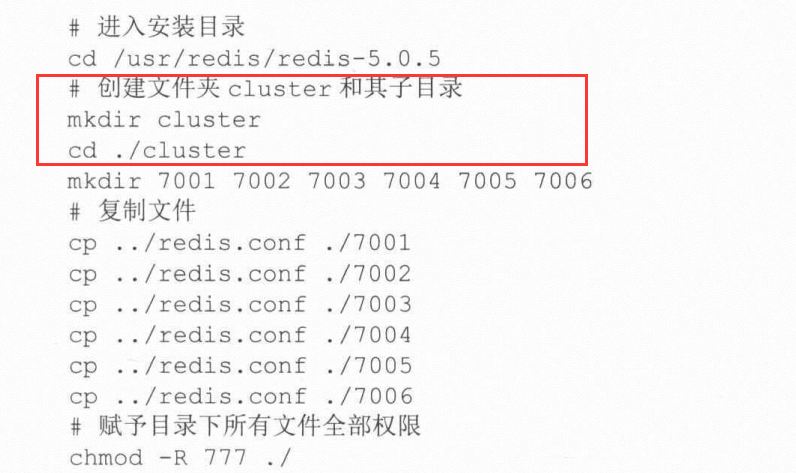 # 进入安装目录
cd /usr/redis/redis-5.0.5
# 创建文件夹 cluster 和其子目录
mkdir cluster
cd ./cluster
mkdir 7001 7002 7003 7004 7005 7006
# 复制文件
cp ../redis.conf ./7001
cp ../redis.conf ./7002
cp ../redis.conf ./7003
cp ../redis.conf ./7004
cp ../redis.conf ./7005
cp ../redis.conf ./7006
# 赋予目录下所有文件全部权限
chmod -R 777 ./